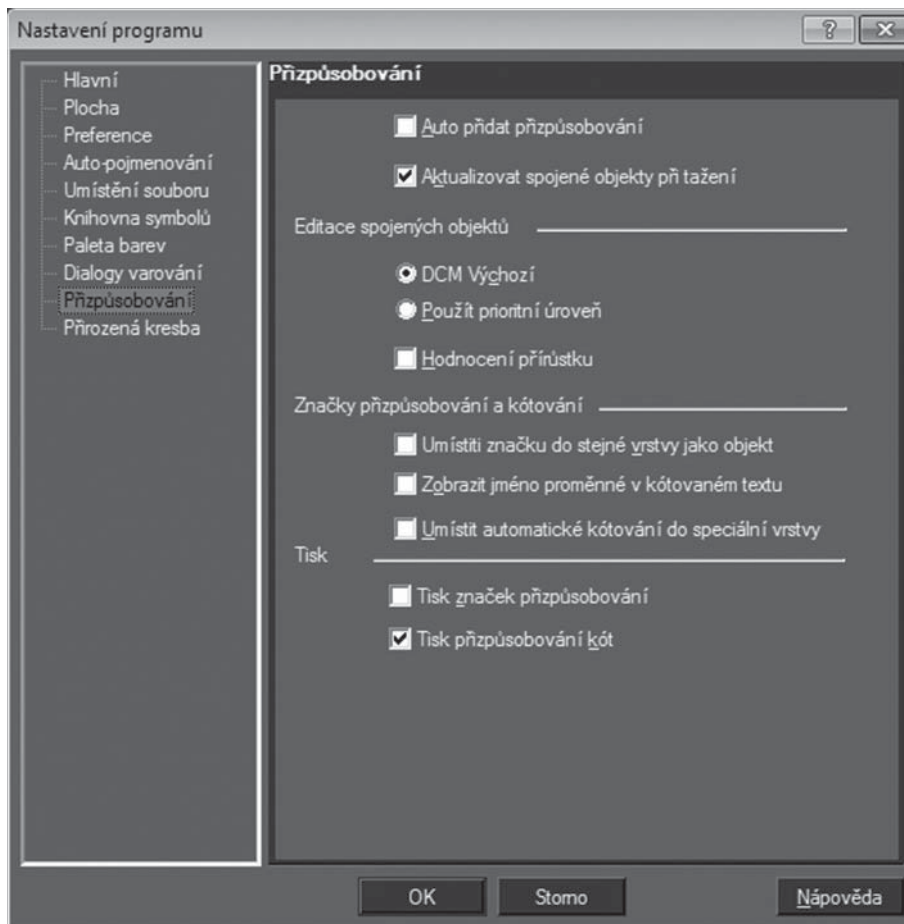 Nastavení programu
Hlavní
Plocha
Preference
Auto-pojmenování
Umístění souboru
Knihovna symbolů
Paleta barev
Dialogy varování
Přizpůsobování
Přirozená kresba
Přizpůsobování
Auto přidat přizpůsobování
Aktualizovat spojené objekty při tažení
Editace spojených objektů
DCM Výchozí
Použít prioritní úroveň
Hodnocení přírůstku
Značky přizpůsobování a kótování
Umístiti značku do stejné vrstvy jako objekt
Zobrazit jméno proměnné v kótovaném textu
Umístit automatické kótování do speciální vrstvy
Tisk
Tisk značek přizpůsobování
Tisk přizpůsobování kót
OK
Storno
Nápověda